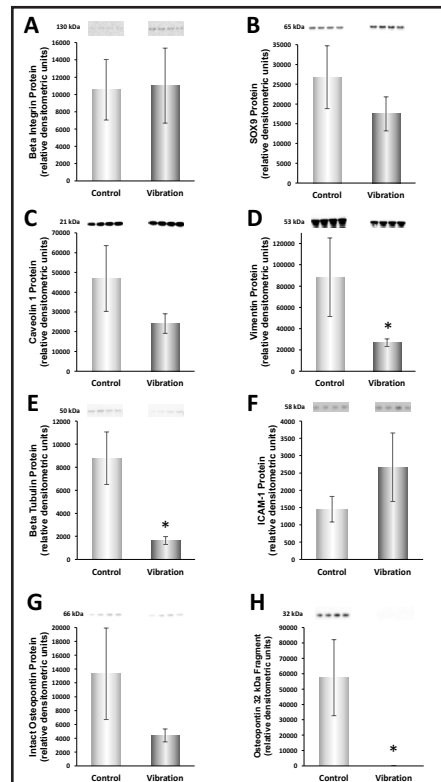 A
130 kDa
Beta Integrin Protein
(relative densitometric units)
16000
14000
12000
10000
8000
6000
4000
2000
0
Control Vibration
B
65 kDa
SOX9 Protein
(relative densitometric units)
35000
30000
25000
20000
15000
10000
5000
0
Control Vibration
C
21 kDa
Caveolin 1 Protein
(relative densitometric units)
70000
60000
50000
40000
30000
20000
10000
0
Control Vibration
D
53 kDa
Vimentin Protein
(relative densitometric units)
120000
100000
80000
60000
40000
20000
0
*
Control Vibration
E
50 kDa
Beta Tubulin Protein
(relative densitometric units)
12000
10000
8000
6000
4000
2000
0
*
Control Vibration
F
58 kDa
ICAM-1 Protein
(relative densitometric units)
4000
3500
3000
2500
2000
1500
1000
500
0
Control Vibration
G
66 kDa
Intact Osteopontin Protein
(relative densitometric units)
20000
18000
16000
14000
12000
10000
8000
6000
4000
2000
0
Control Vibration
H
32 kDa
Osteopontin 32 kDa Fragment
(relative densitometric units)
90000
80000
70000
60000
50000
40000
30000
20000
10000
0
*
Control Vibration